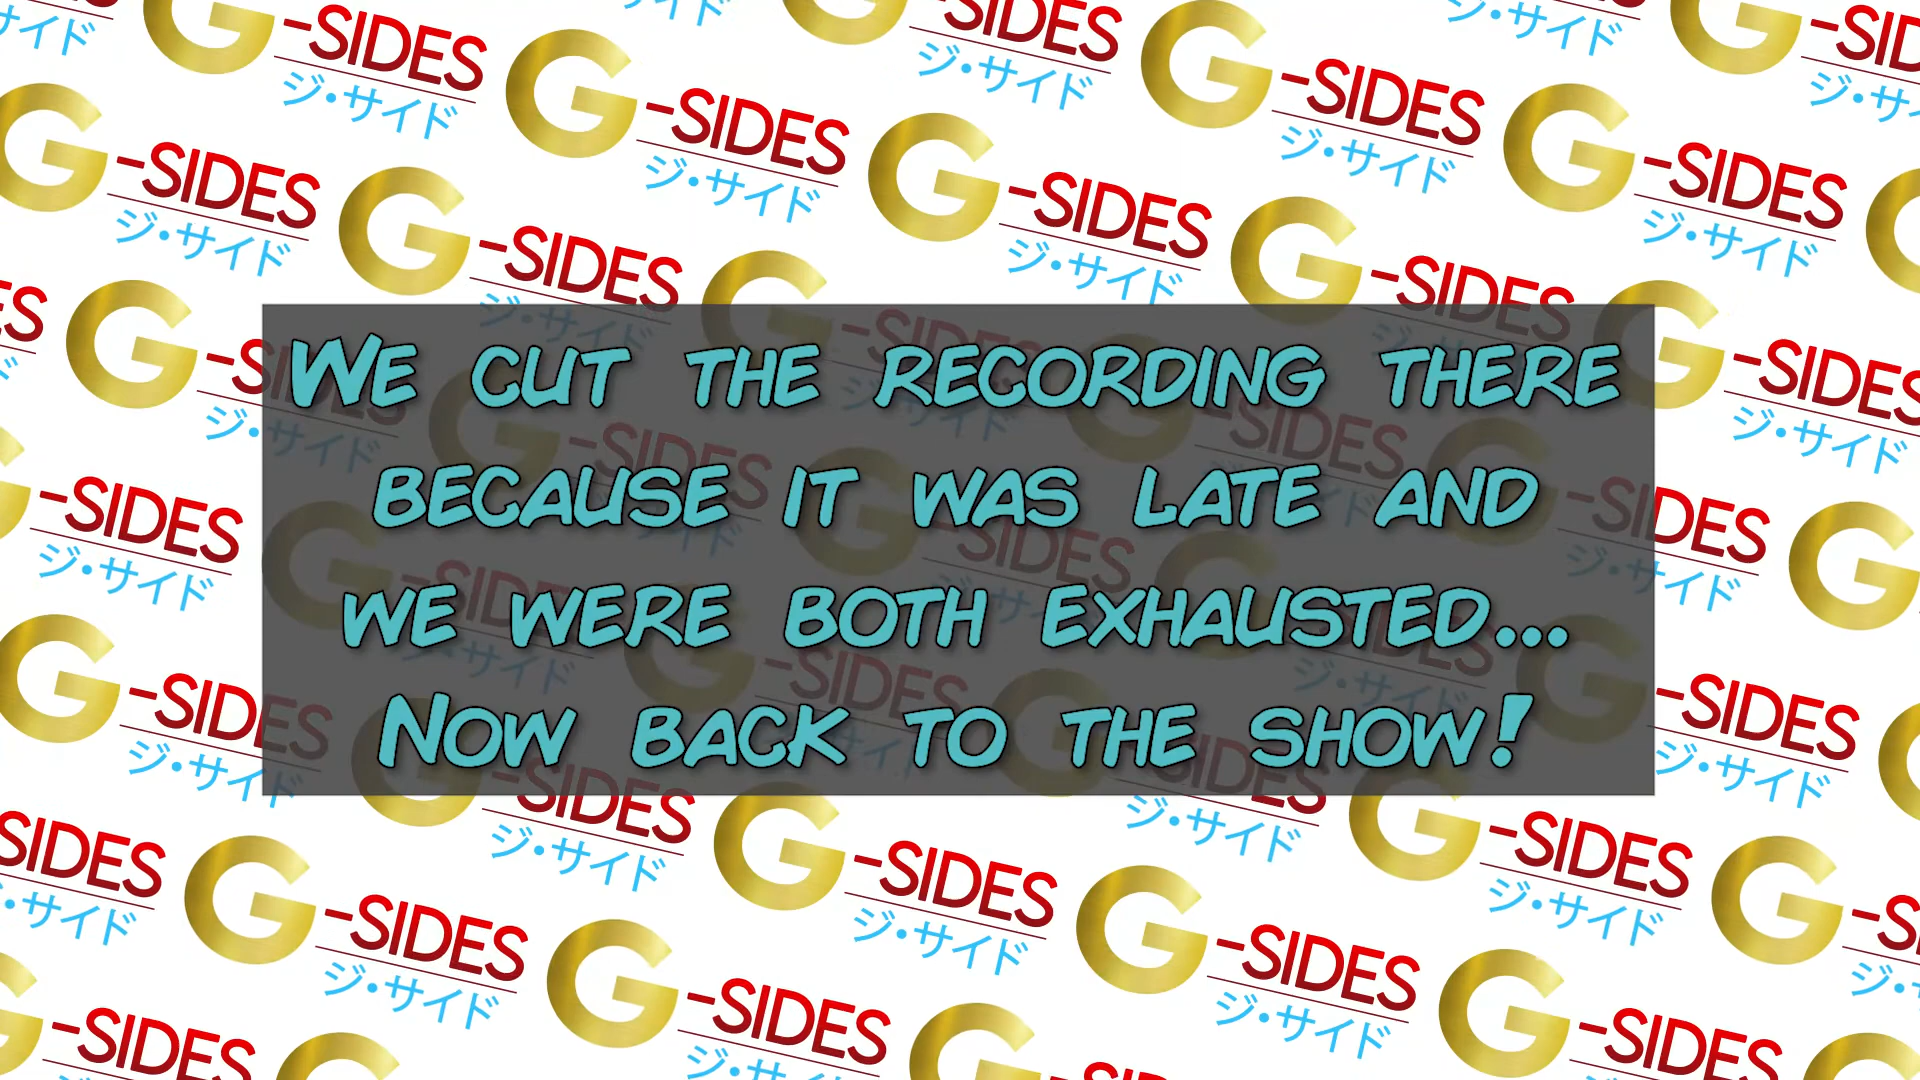 We cut the recording there
because it was late and
we were both exhausted...
Now back to the show!
G-SIDES
ジ・サイド